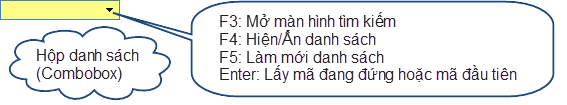 F3: Mở màn hình tìm kiếm
F4: Hiện/Ẩn danh sách
F5: Làm mới danh sách
Enter: Lấy mã đang đứng hoặc mã đầu tiên
Hộp danh sách
(Combobox)